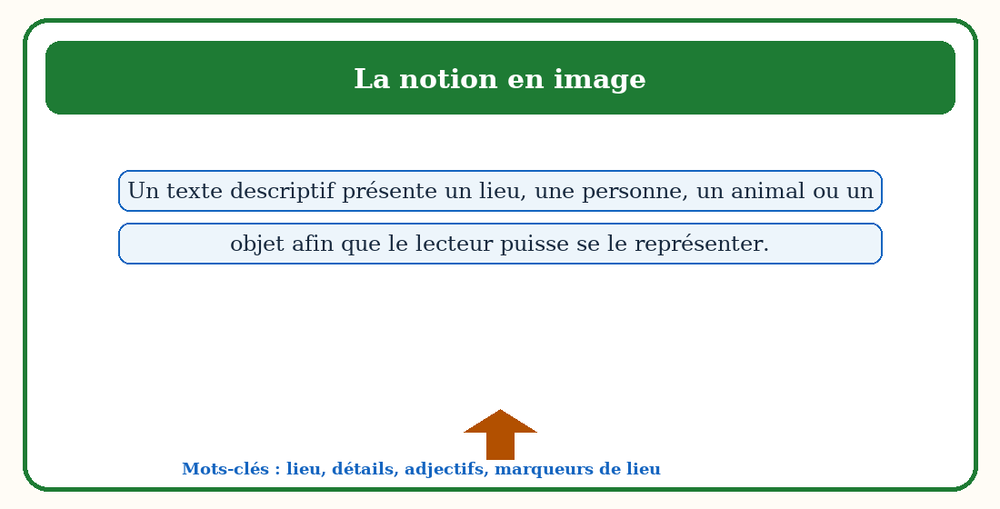 La notion en image
Un texte descriptif présente un lieu, une personne, un animal ou un
objet afin que le lecteur puisse se le représenter.
Mots-clés : lieu, détails, adjectifs, marqueurs de lieu